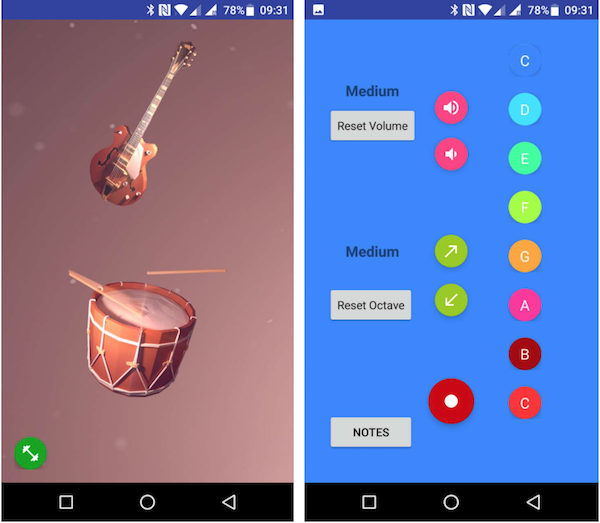 78% 09:31
78% 09:31
C
Medium
D
Reset Volume
E
F
Medium
G
Reset Octave
A
B
C
NOTES